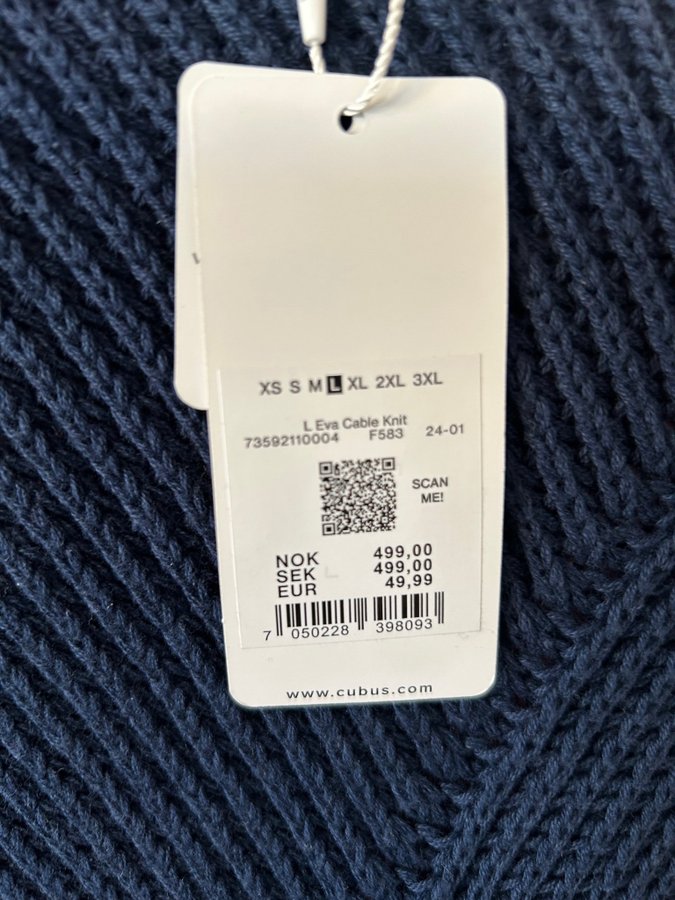 XS S M L XL 2XL 3XL
L Eva Cable Knit
73592110004 F583 24-01
SCAN
ME!
NOK 499,00
SEK 499,00
EUR 49,99
7 050228 398093
www.cubus.com